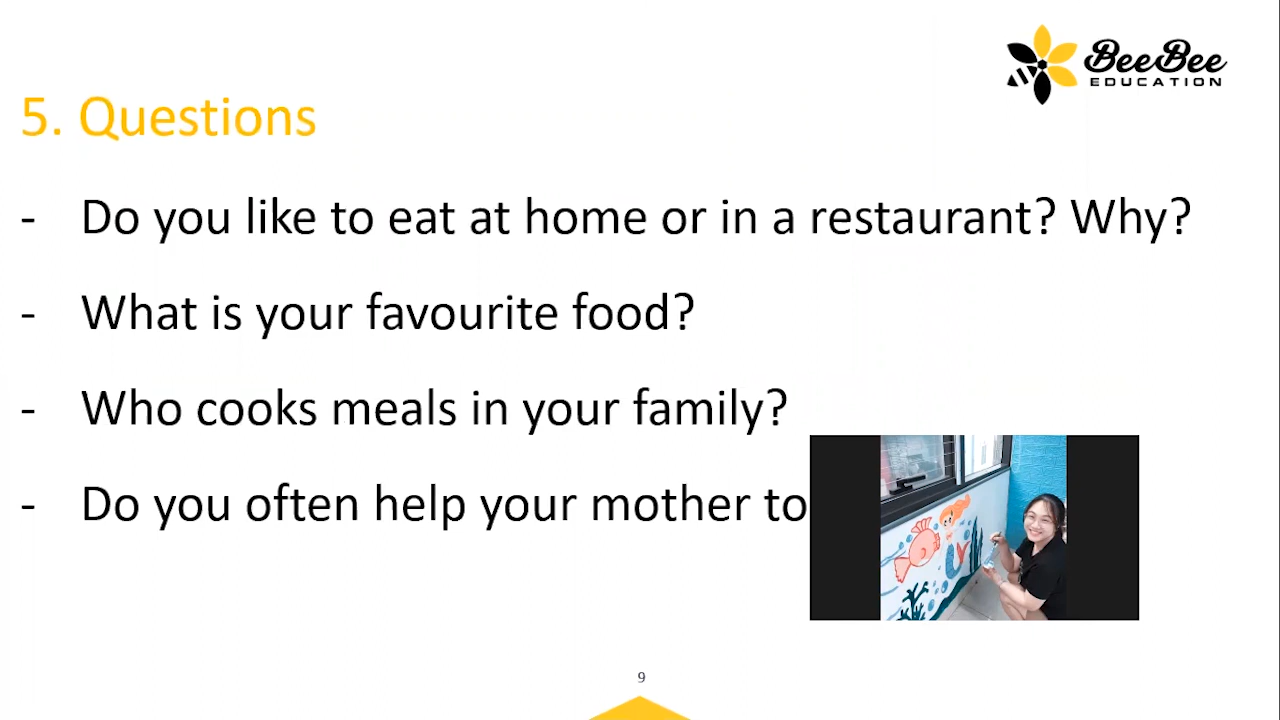 BeeBee
EDUCATION
5. Questions
- Do you like to eat at home or in a restaurant? Why?
- What is your favourite food?
- Who cooks meals in your family?
- Do you often help your mother to
9